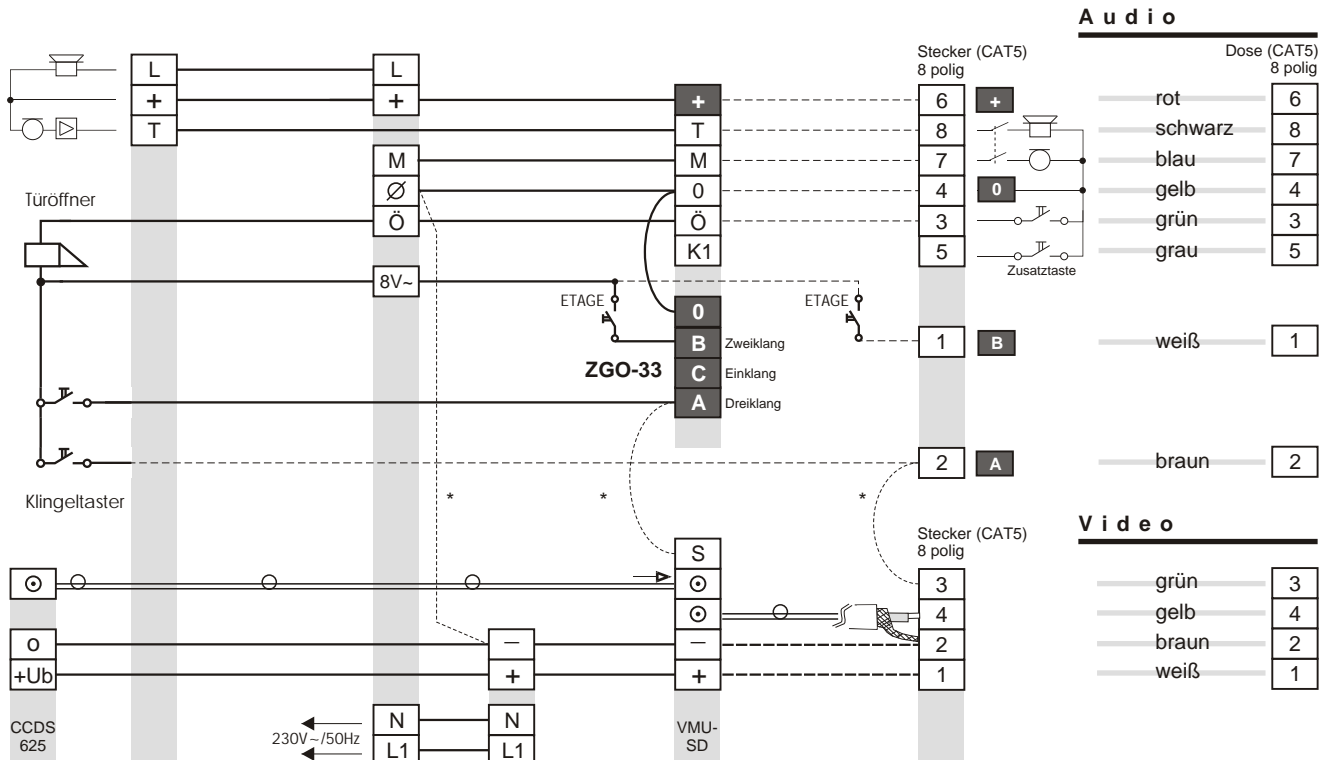 Audio
Stecker (CAT5)
8 polig
Dose (CAT5)
8 polig
L L
+ + + 6 + rot 6
T T 8 schwarz 8
M M 7 blau 7
Ø 0 4 0 gelb 4
Türöffner
Ö Ö 3 grün 3
K1 5 grau 5
Zusatztaste
8V~
ETAGE ETAGE
0
B Zweiklang 1 B weiß 1
ZGO-33 C Einklang
A Dreiklang
2 A braun 2
Klingeltaster
* * *
Video
Stecker (CAT5)
8 polig
S
3 grün 3
4 gelb 4
o – – 2 braun 2
+Ub + + 1 weiß 1
CCDS
625
230V~/50Hz
N N
L1 L1
VMU-
SD